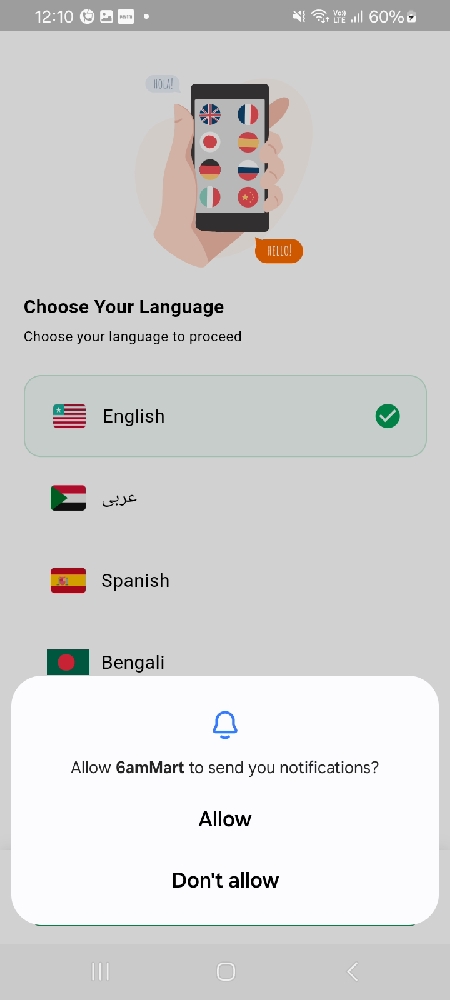 12:10
60%
HOLA!
HELLO!
Choose Your Language
Choose your language to proceed
English
عربى
Spanish
Bengali
Allow 6amMart to send you notifications?
Allow
Don't allow